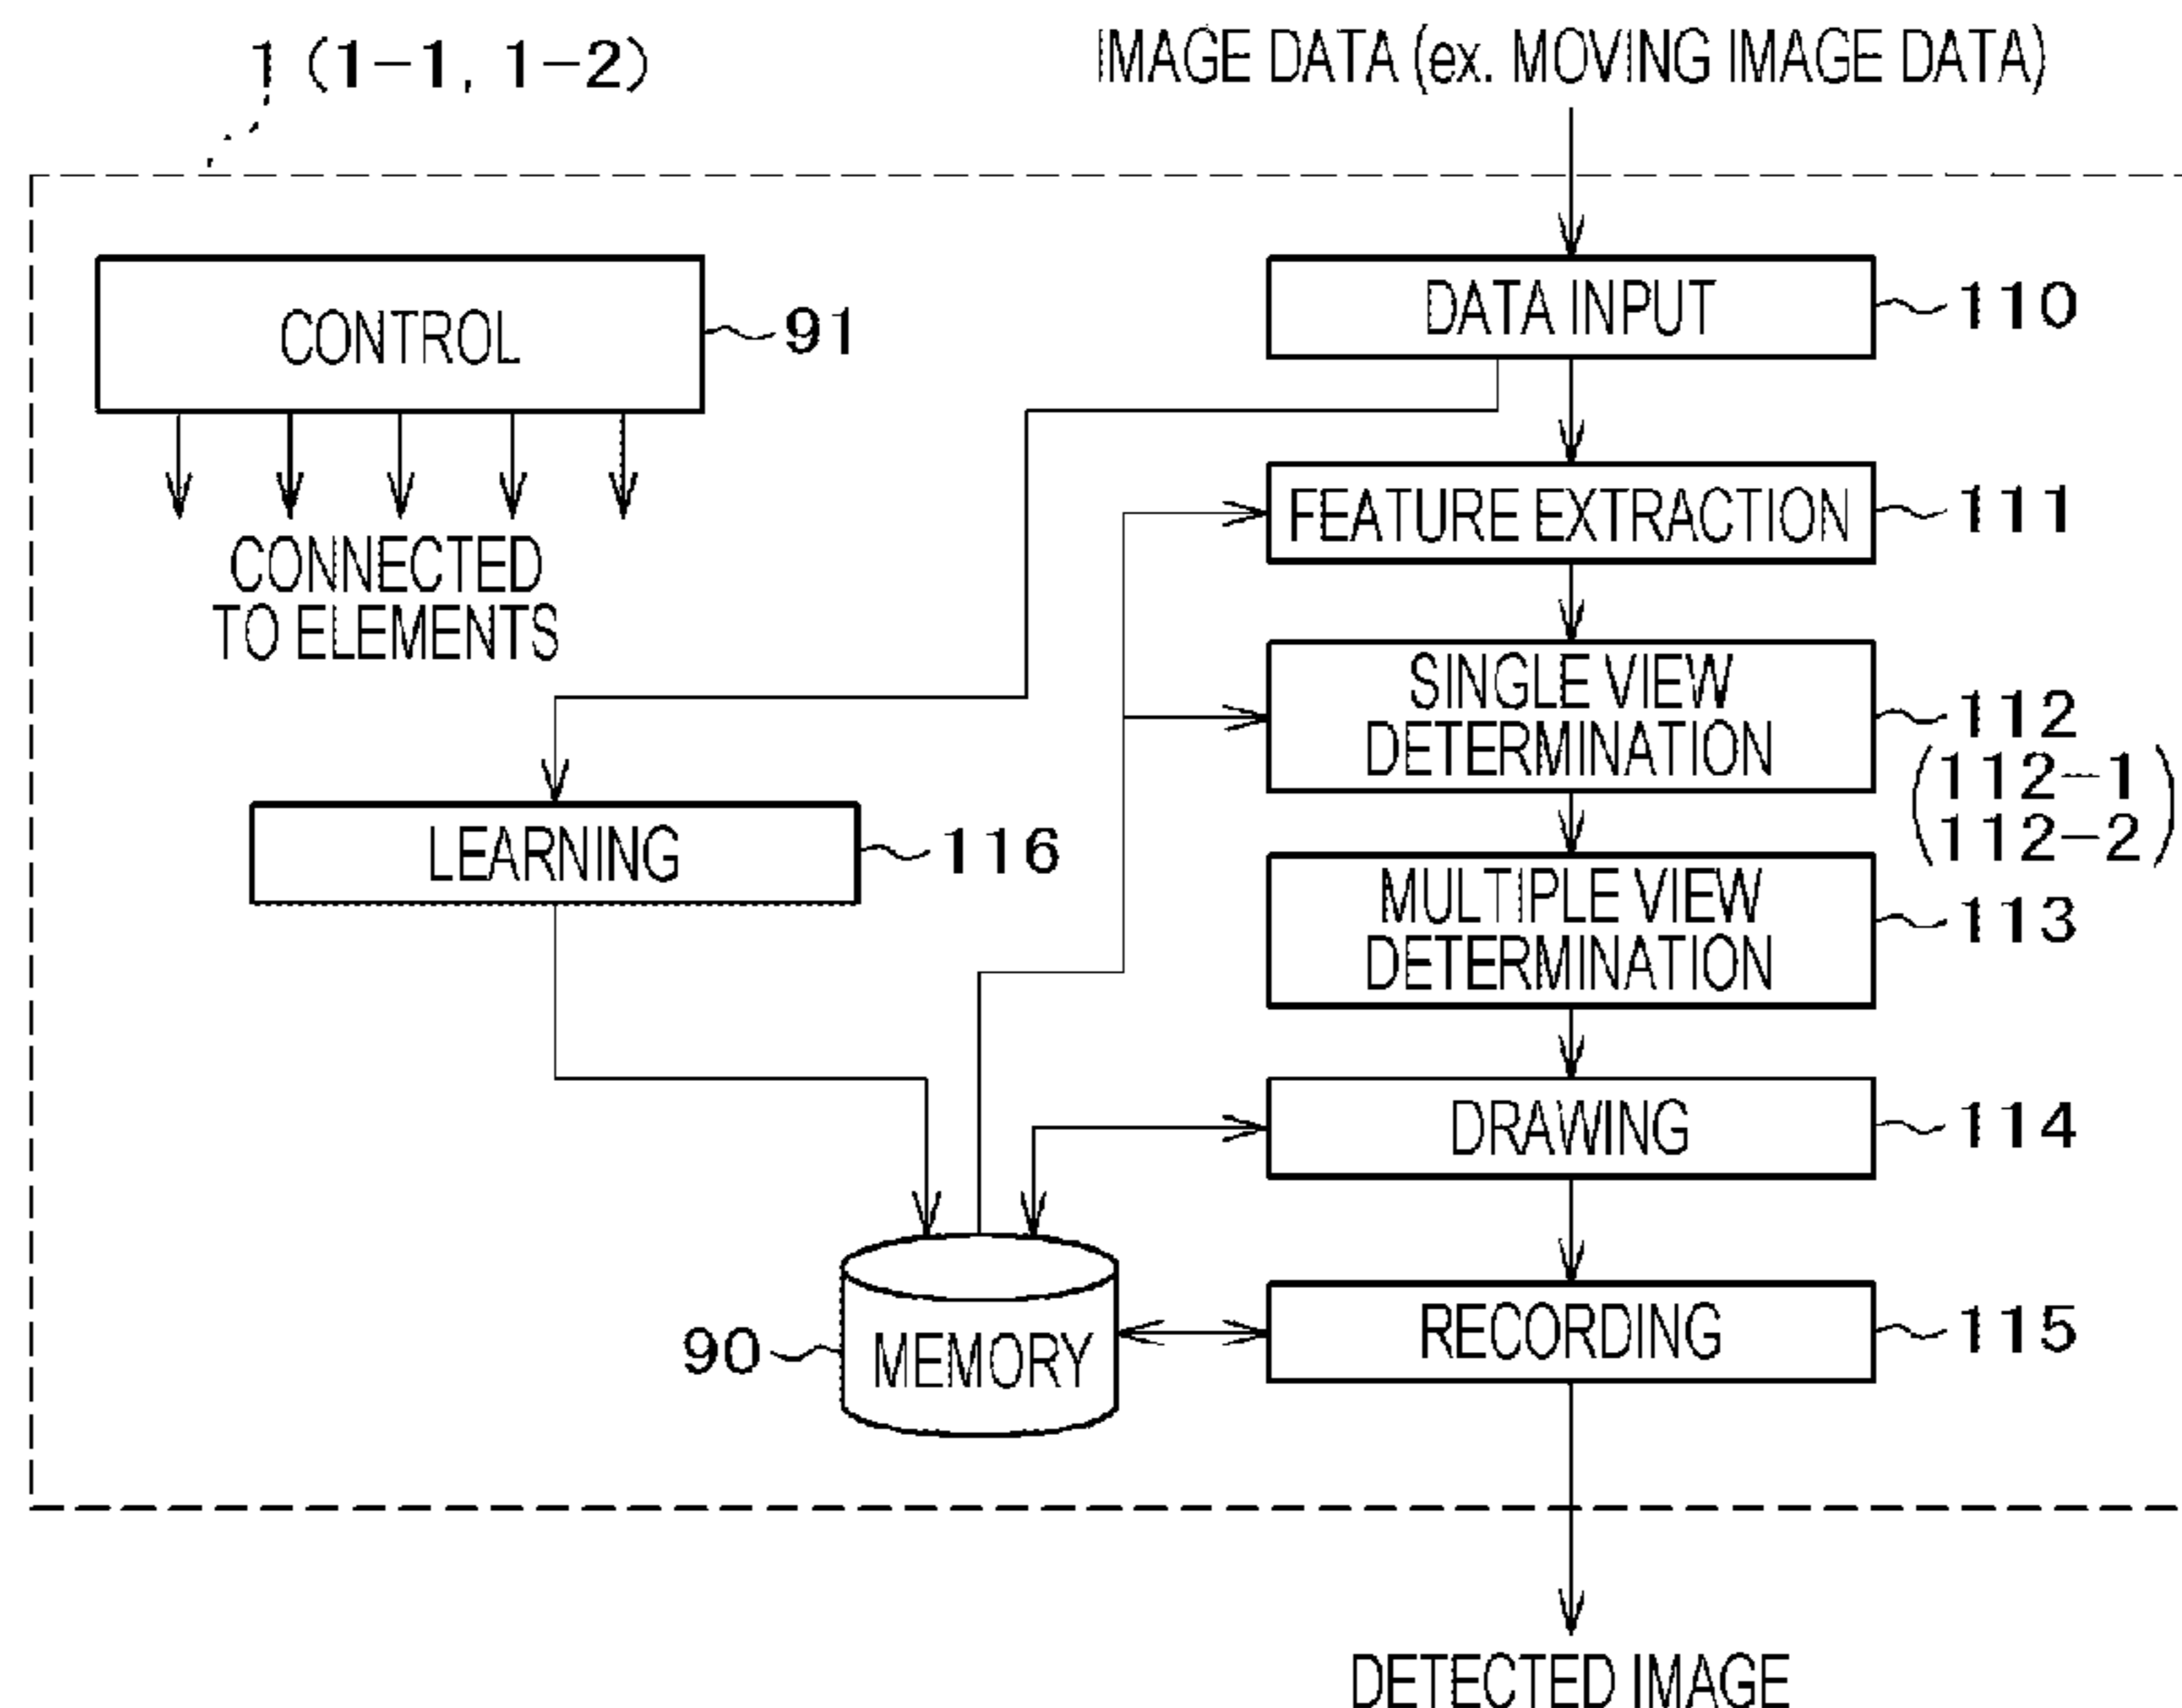 1 (1-1, 1-2)
IMAGE DATA (ex. MOVING IMAGE DATA)
CONTROL
91
DATA INPUT
110
CONNECTED
TO ELEMENTS
FEATURE EXTRACTION
111
SINGLE VIEW
DETERMINATION
112
(112-1
112-2)
LEARNING
116
MULTIPLE VIEW
DETERMINATION
113
DRAWING
114
90
MEMORY
RECORDING
115
DETECTED IMAGE